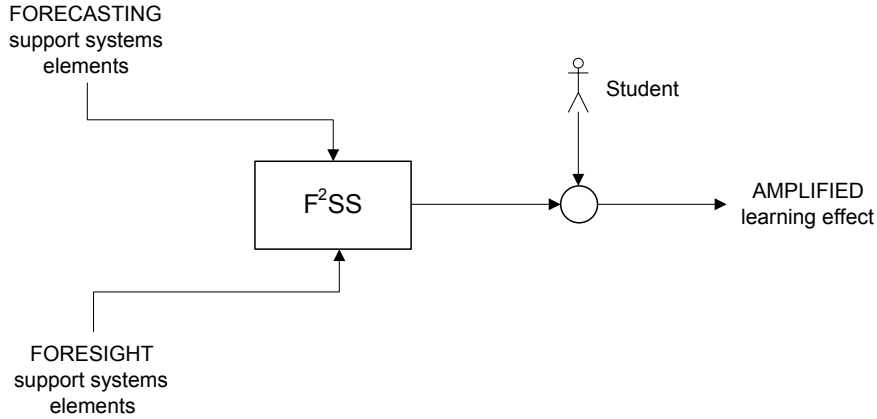 FORECASTING
support systems
elements
Student
F²SS
AMPLIFIED
learning effect
FORESIGHT
support systems
elements